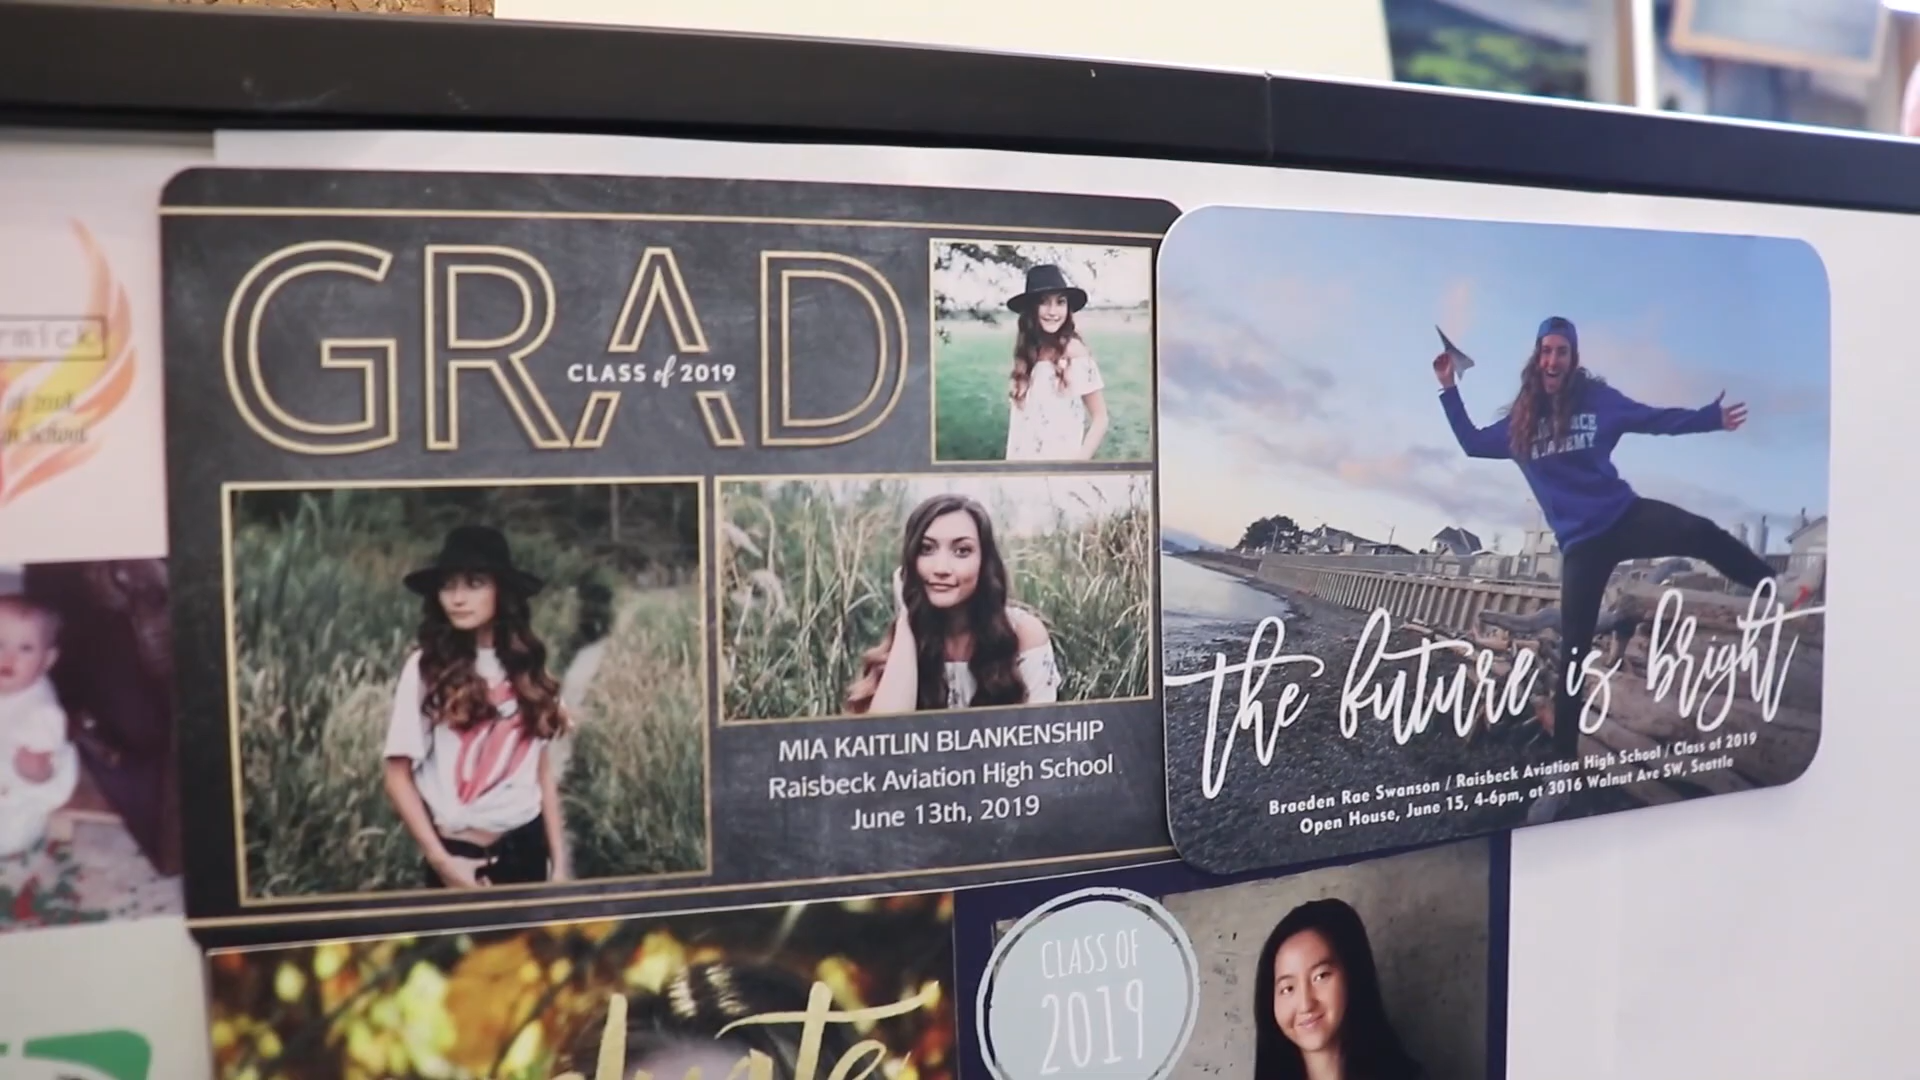 GRAD
CLASS of 2019
MIA KAITLIN BLANKENSHIP
Raisbeck Aviation High School
June 13th, 2019
ACADEMY
the future is bright
Braeden Rae Swanson / Raisbeck Aviation High School / Class of 2019
Open House, June 15, 4-6pm, at 3016 Walnut Ave SW, Seattle
CLASS OF
2019